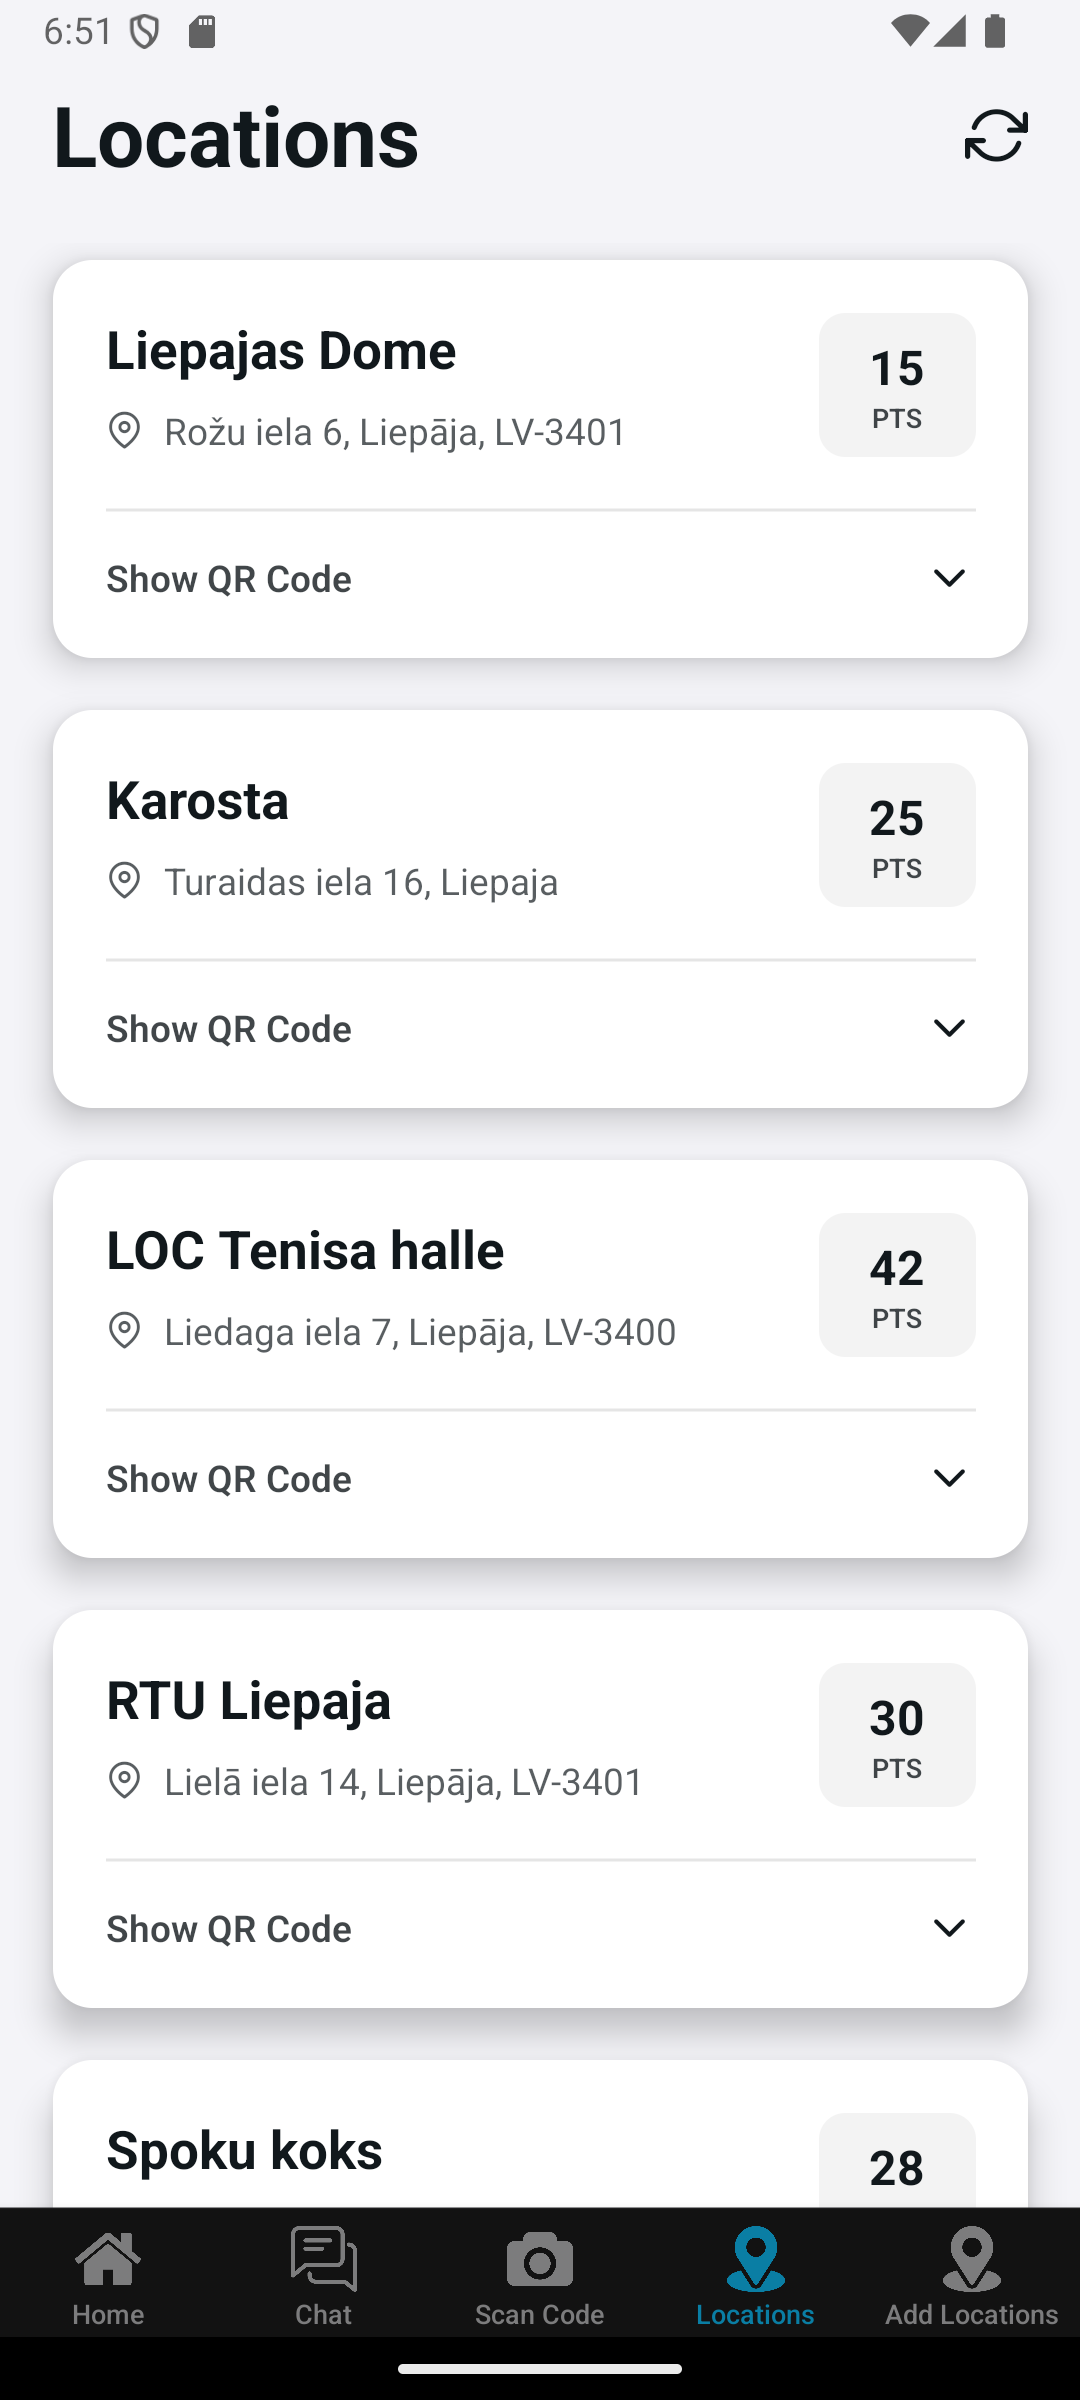 6:51
Locations
Liepajas Dome
15
PTS
Rožu iela 6, Liepāja, LV-3401
Show QR Code
Karosta
25
PTS
Turaidas iela 16, Liepaja
Show QR Code
LOC Tenisa halle
42
PTS
Liedaga iela 7, Liepāja, LV-3400
Show QR Code
RTU Liepaja
30
PTS
Lielā iela 14, Liepāja, LV-3401
Show QR Code
Spoku koks
28
Home
Chat
Scan Code
Locations
Add Locations